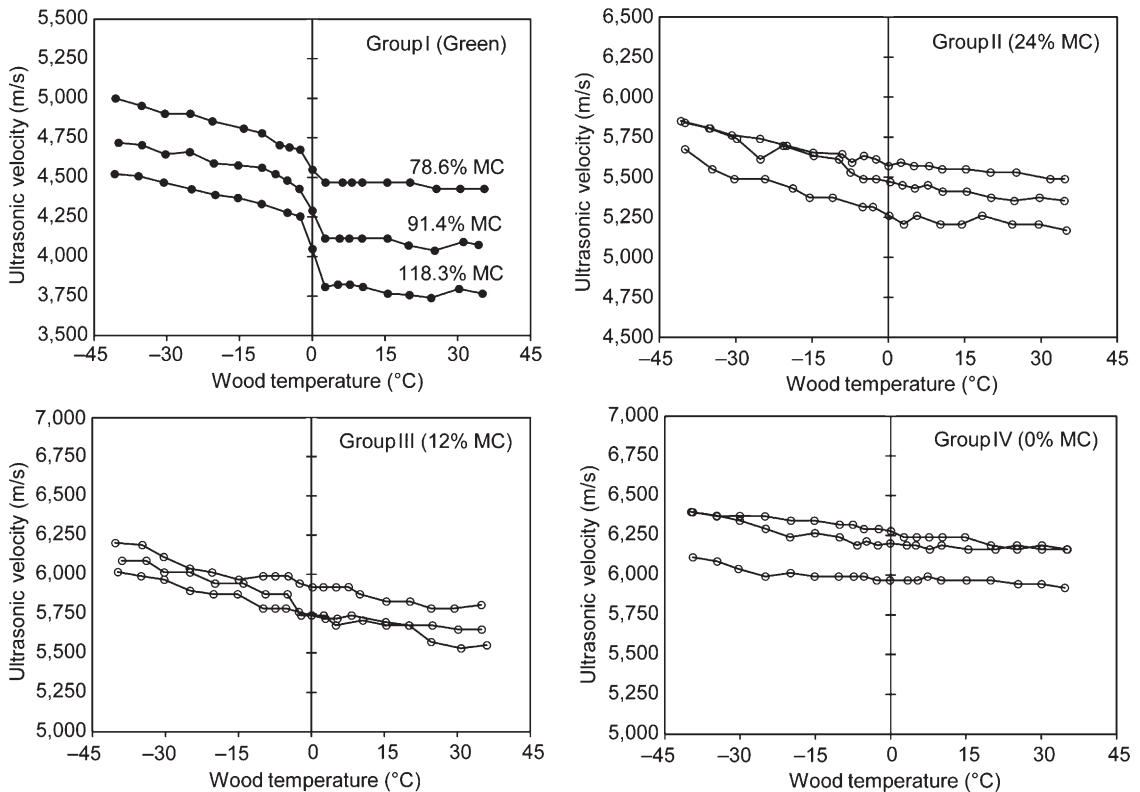 Group I (Green)
Ultrasonic velocity (m/s)
5,500
5,250
5,000
4,750
4,500
4,250
4,000
3,750
3,500
78.6% MC
91.4% MC
118.3% MC
–45 –30 –15 0 15 30 45
Wood temperature (°C)
Group II (24% MC)
Ultrasonic velocity (m/s)
6,500
6,250
6,000
5,750
5,500
5,250
5,000
4,750
4,500
–45 –30 –15 0 15 30 45
Wood temperature (°C)
Group III (12% MC)
Ultrasonic velocity (m/s)
7,000
6,750
6,500
6,250
6,000
5,750
5,500
5,250
5,000
–45 –30 –15 0 15 30 45
Wood temperature (°C)
Group IV (0% MC)
Ultrasonic velocity (m/s)
7,000
6,750
6,500
6,250
6,000
5,750
5,500
5,250
5,000
–45 –30 –15 0 15 30 45
Wood temperature (°C)